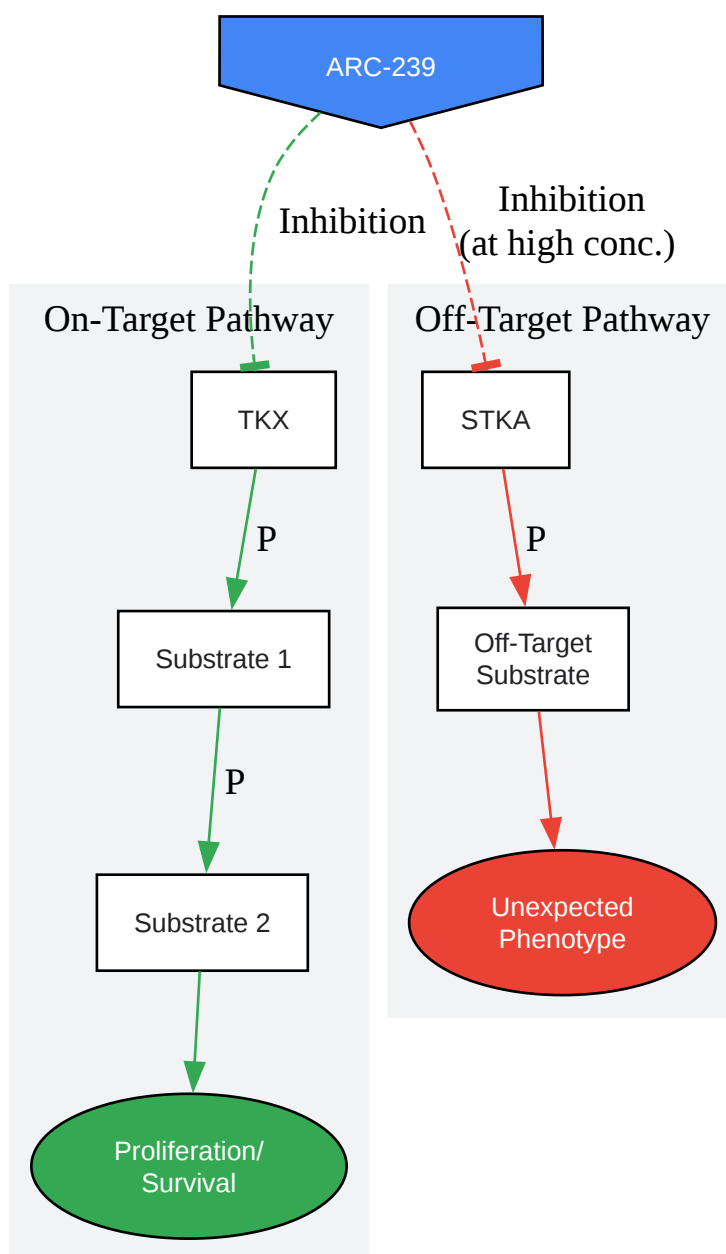 ARC-239
Inhibition
Inhibition
(at high conc.)
On-Target Pathway
TKX
P
Substrate 1
P
Substrate 2
Proliferation/
Survival
Off-Target Pathway
STKA
P
Off-Target
Substrate
Unexpected
Phenotype